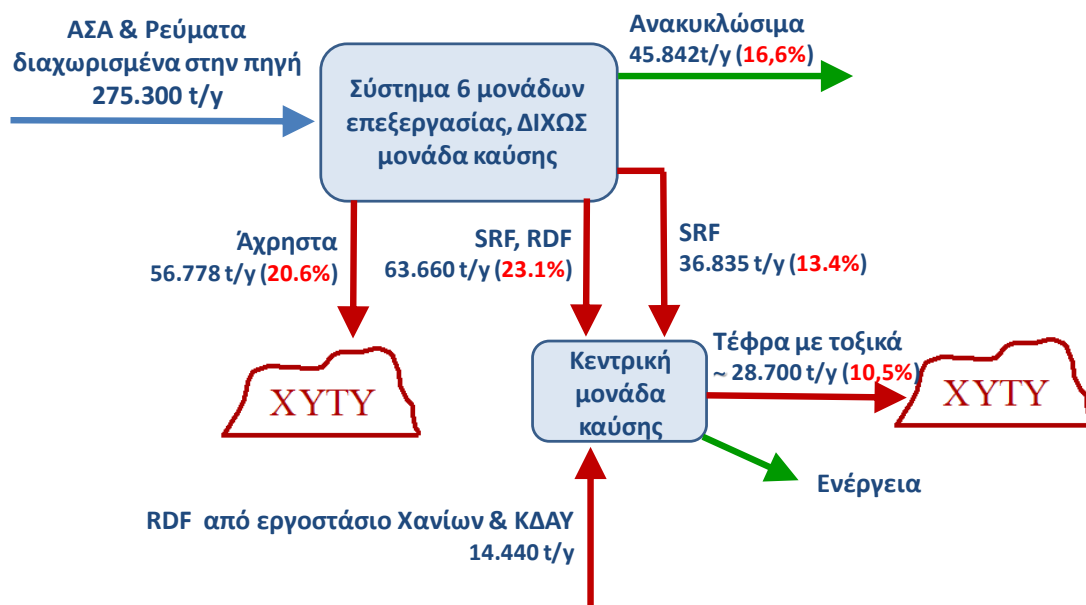 ΑΣΑ & Ρεύματα
διαχωρισμένα στην πηγή
275.300 t/y
Σύστημα 6 μονάδων
επεξεργασίας, ΔΙΧΩΣ
μονάδα καύσης
Ανακυκλώσιμα
45.842t/y (16,6%)
Άχρηστα
56.778 t/y (20.6%)
SRF, RDF
63.660 t/y (23.1%)
SRF
36.835 t/y (13.4%)
ΧΥΤΥ
Κεντρική
μονάδα
καύσης
Τέφρα με τοξικά
~ 28.700 t/y (10,5%)
ΧΥΤΥ
Ενέργεια
RDF από εργοστάσιο Χανίων & ΚΔΑΥ
14.440 t/y